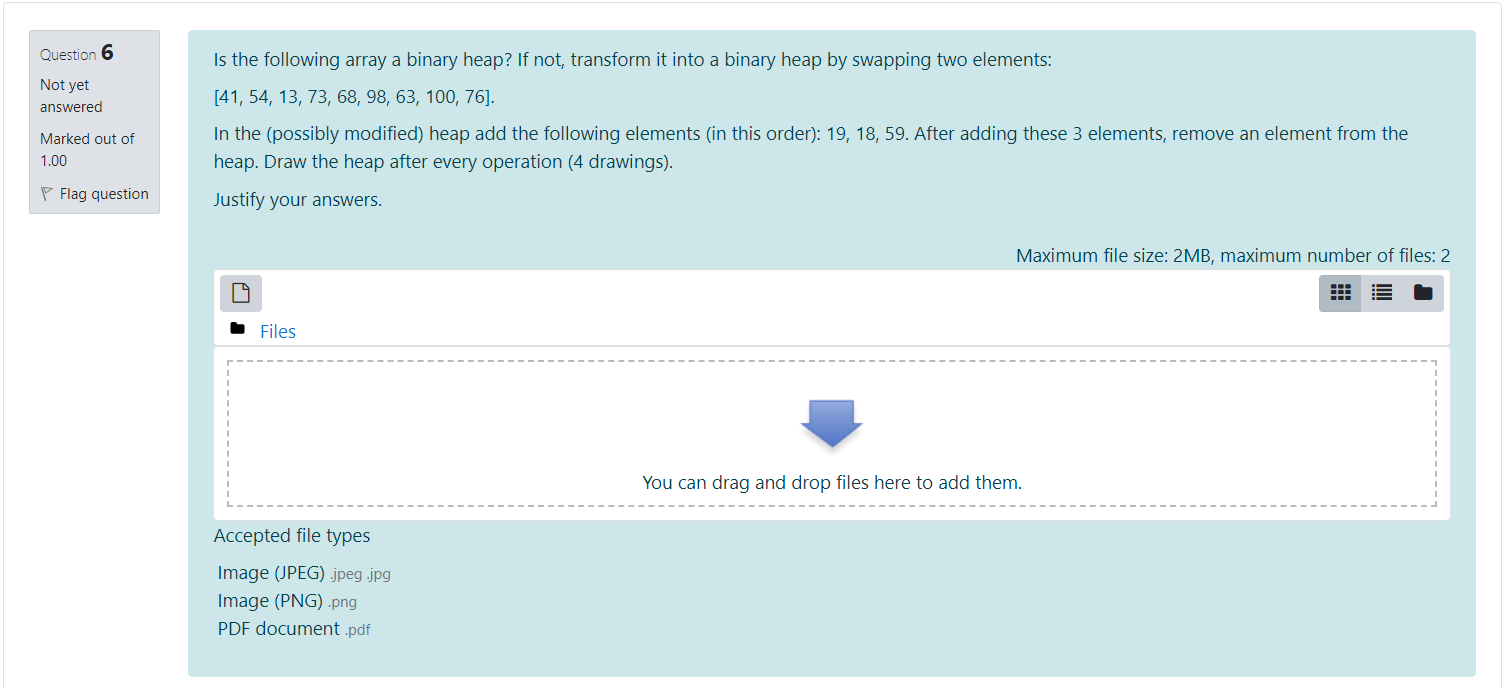 Question 6
Not yet
answered
Marked out of
1.00
Flag question
Is the following array a binary heap? If not, transform it into a binary heap by swapping two elements:
[41, 54, 13, 73, 68, 98, 63, 100, 76].
In the (possibly modified) heap add the following elements (in this order): 19, 18, 59. After adding these 3 elements, remove an element from the
heap. Draw the heap after every operation (4 drawings).
Justify your answers.
Maximum file size: 2MB, maximum number of files: 2
Files
You can drag and drop files here to add them.
Accepted file types
Image (JPEG) .jpeg .jpg
Image (PNG) .png
PDF document .pdf